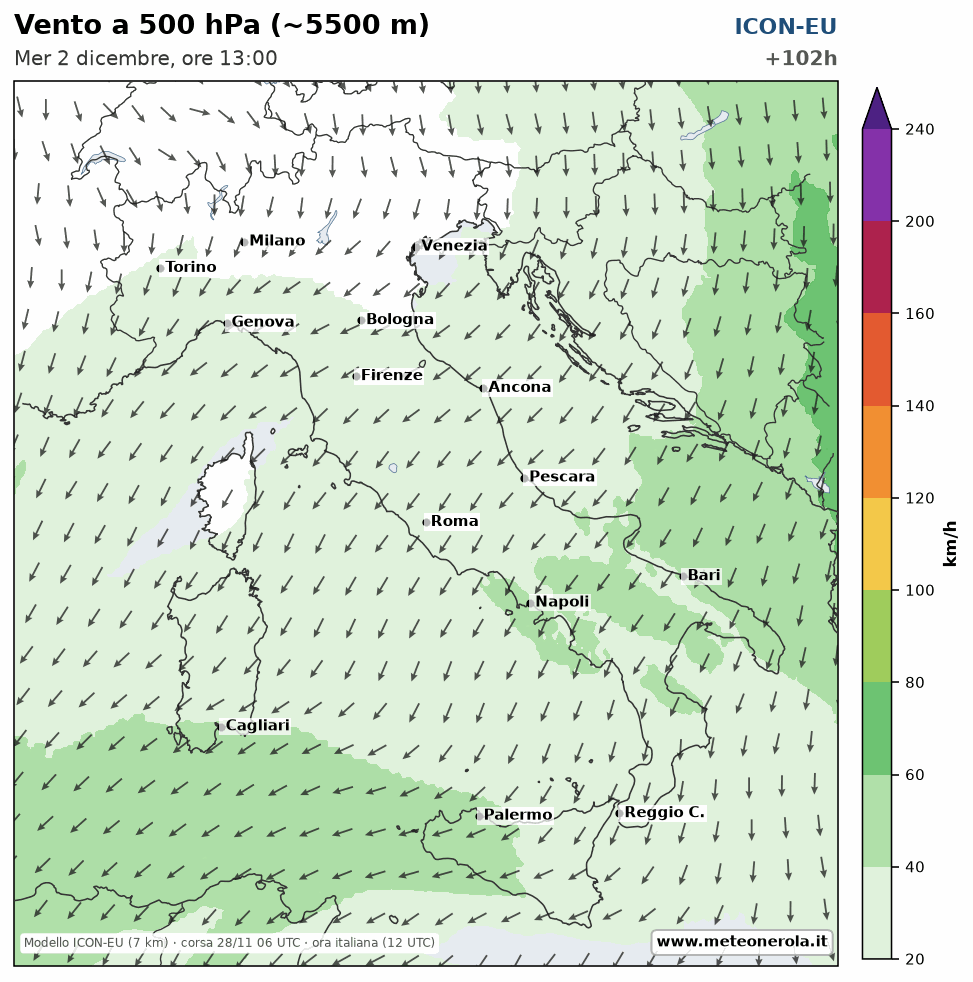 Vento a 500 hPa (~5500 m)
ICON-EU
Mer 2 dicembre, ore 13:00
+102h
Milano
Venezia
Torino
Genova
Bologna
Firenze
Ancona
Pescara
Roma
Bari
Napoli
Cagliari
Palermo
Reggio C.
240
200
160
140
120
100
80
60
40
20
km/h
Modello ICON-EU (7 km) · corsa 28/11 06 UTC · ora italiana (12 UTC)
www.meteonerola.it